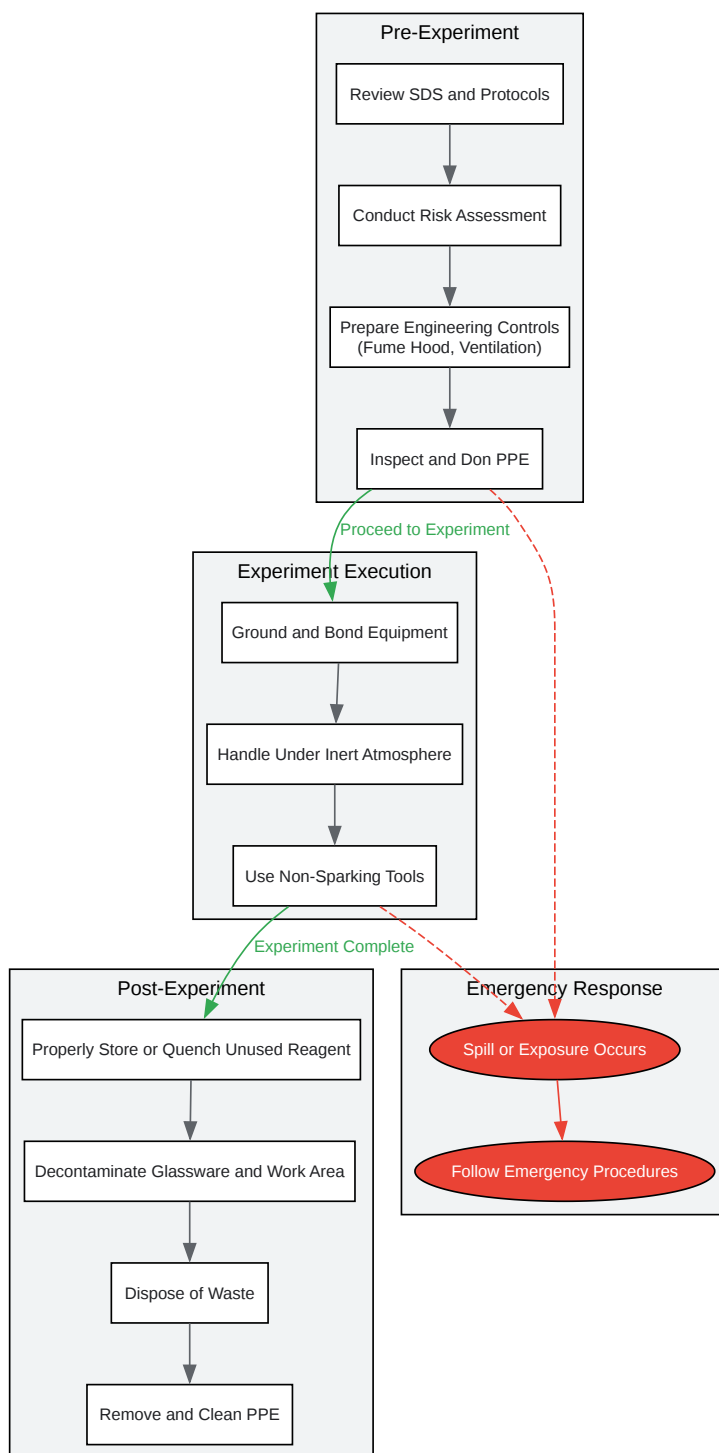 Pre-Experiment
Review SDS and Protocols
Conduct Risk Assessment
Prepare Engineering Controls
(Fume Hood, Ventilation)
Inspect and Don PPE
Proceed to Experiment
Experiment Execution
Ground and Bond Equipment
Handle Under Inert Atmosphere
Use Non-Sparking Tools
Experiment Complete
Post-Experiment
Properly Store or Quench Unused Reagent
Decontaminate Glassware and Work Area
Dispose of Waste
Remove and Clean PPE
Emergency Response
Spill or Exposure Occurs
Follow Emergency Procedures